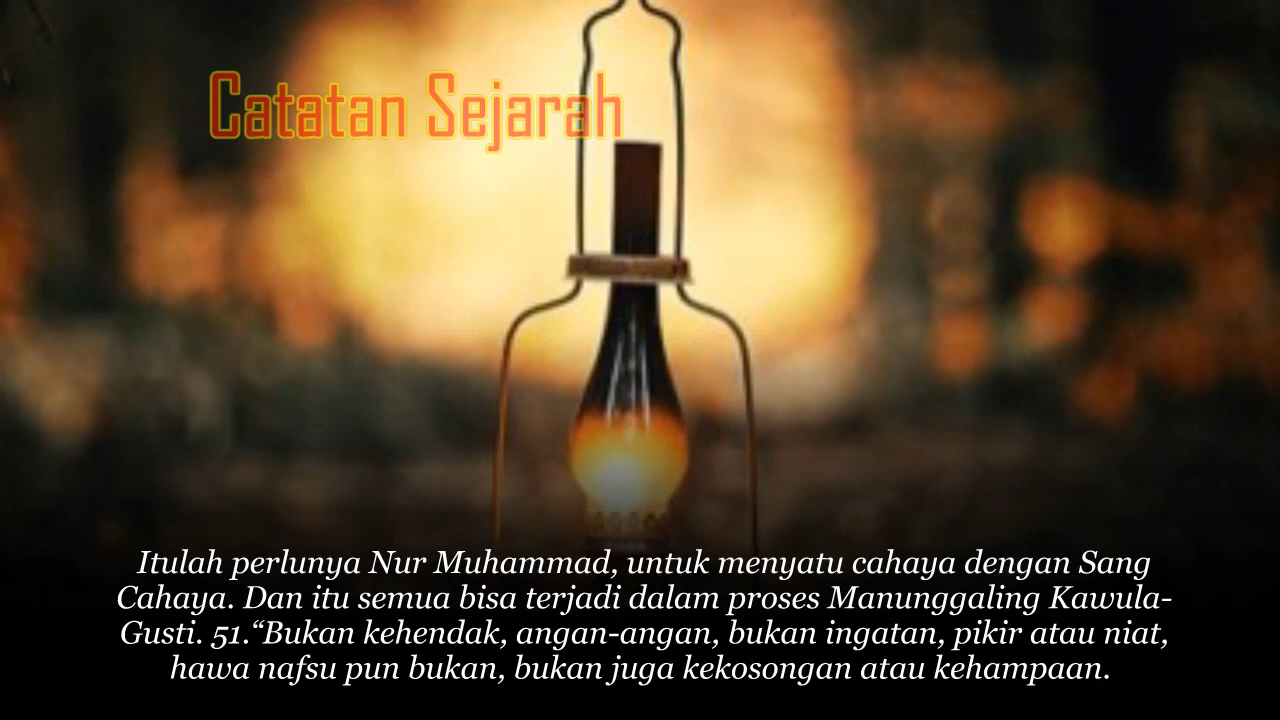 Catatan Sejarah
Itulah perlunya Nur Muhammad, untuk menyatu cahaya dengan Sang
Cahaya. Dan itu semua bisa terjadi dalam proses Manunggaling Kawula-
Gusti. 51.“Bukan kehendak, angan-angan, bukan ingatan, pikir atau niat,
hawa nafsu pun bukan, bukan juga kekosongan atau kehampaan.